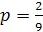 p = 2/9